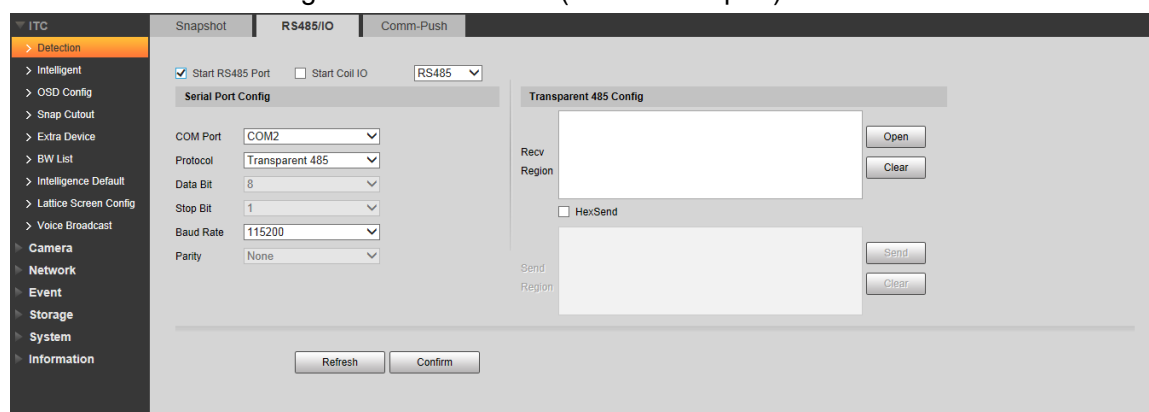 ITC
Detection
Intelligent
OSD Config
Snap Cutout
Extra Device
BW List
Intelligence Default
Lattice Screen Config
Voice Broadcast
Camera
Network
Event
Storage
System
Information
Snapshot RS485/IO Comm-Push
Start RS485 Port Start Coil IO RS485
Serial Port Config
COM Port COM2
Protocol Transparent 485
Data Bit 8
Stop Bit 1
Baud Rate 115200
Parity None
Transparent 485 Config
Recv
Region
Open
Clear
HexSend
Send
Region
Send
Clear
Refresh Confirm